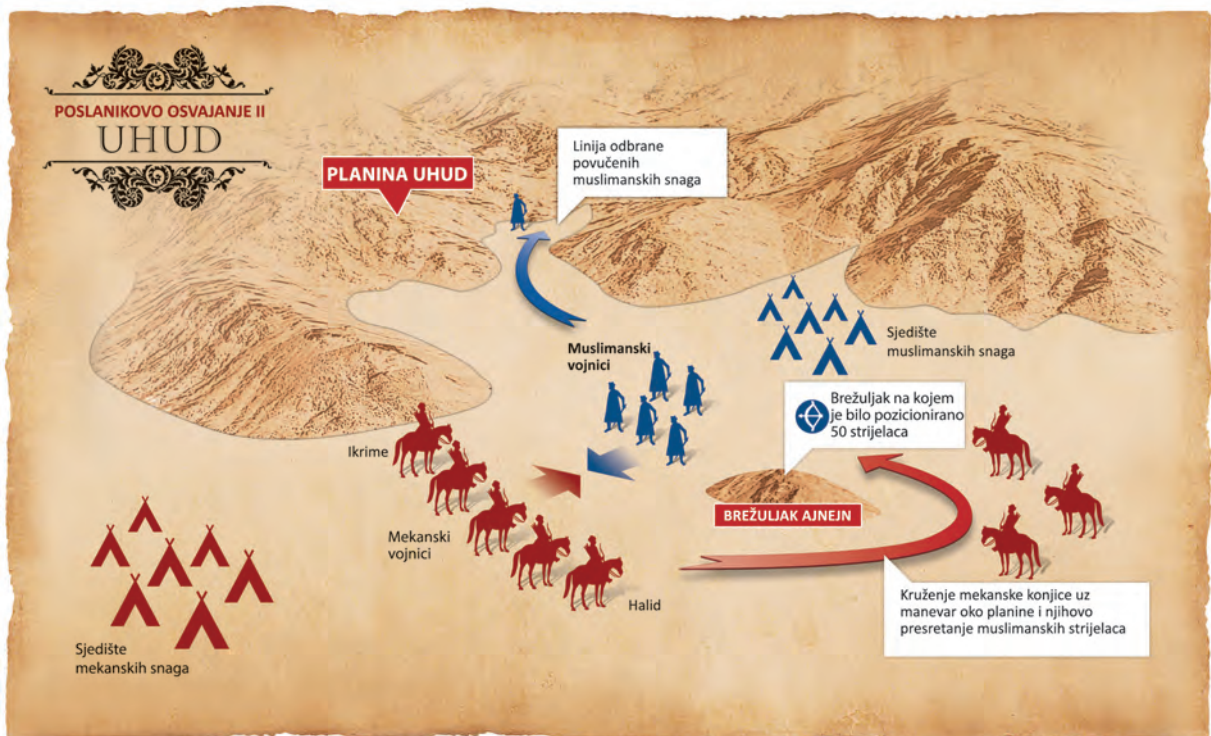 POSLANIKOVO OSVAJANJE II
UHUD
PLANINA UHUD
Linija odbrane
povučenih
muslimanskih snaga
Muslimanski
vojnici
Sjedište
muslimanskih snaga
Brežuljak na kojem
je bilo pozicionirano
50 strijelaca
Ikrime
BREŽULJAK AJNEJN
Mekanski
vojnici
Halid
Kruženje mekanske konjice uz
manevar oko planine i njihovo
presretanje muslimanskih strijelaca
Sjedište
mekanskih snaga